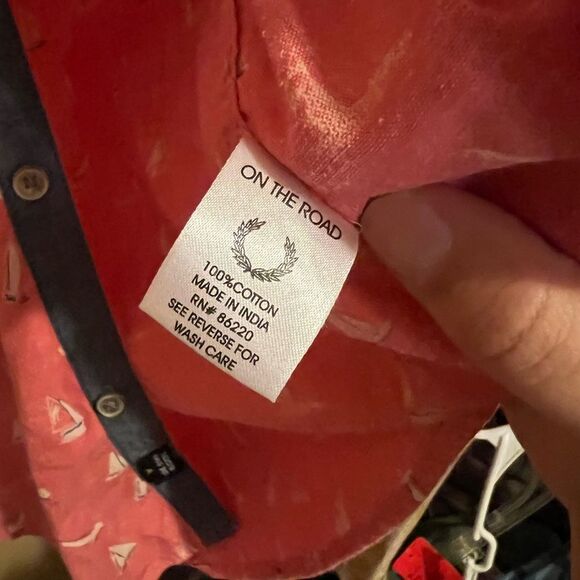 ON THE ROAD
100%COTTON
MADE IN INDIA
RN# 86220
SEE REVERSE FOR
WASH CARE